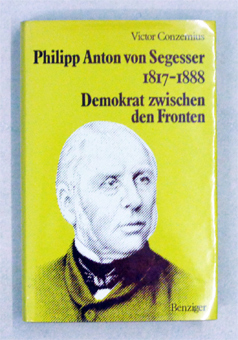 Victor Conzemius
Philipp Anton von Segesser
1817–1888
Demokrat zwischen
den Fronten
Benziger